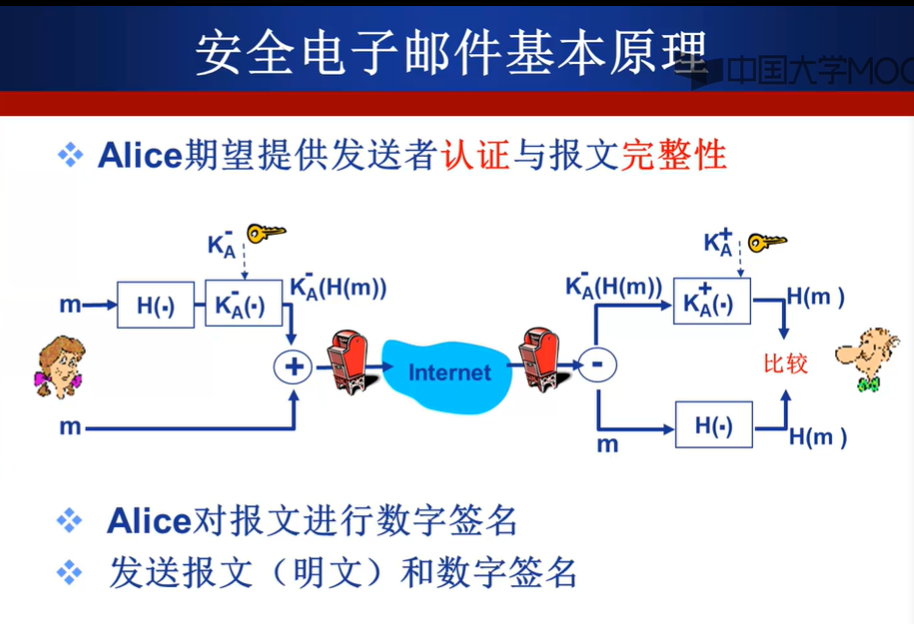 安全电子邮件基本原理
中国大学MOC
❖ Alice期望提供发送者认证与报文完整性
K_A^-
K_A^-(H(m))
K_A^-(H(m))
K_A^+
m
H(·)
K_A^-(·)
K_A^+(·)
H(m )
+
Internet
-
比较
m
m
H(·)
H(m )
❖ Alice对报文进行数字签名
❖ 发送报文（明文）和数字签名